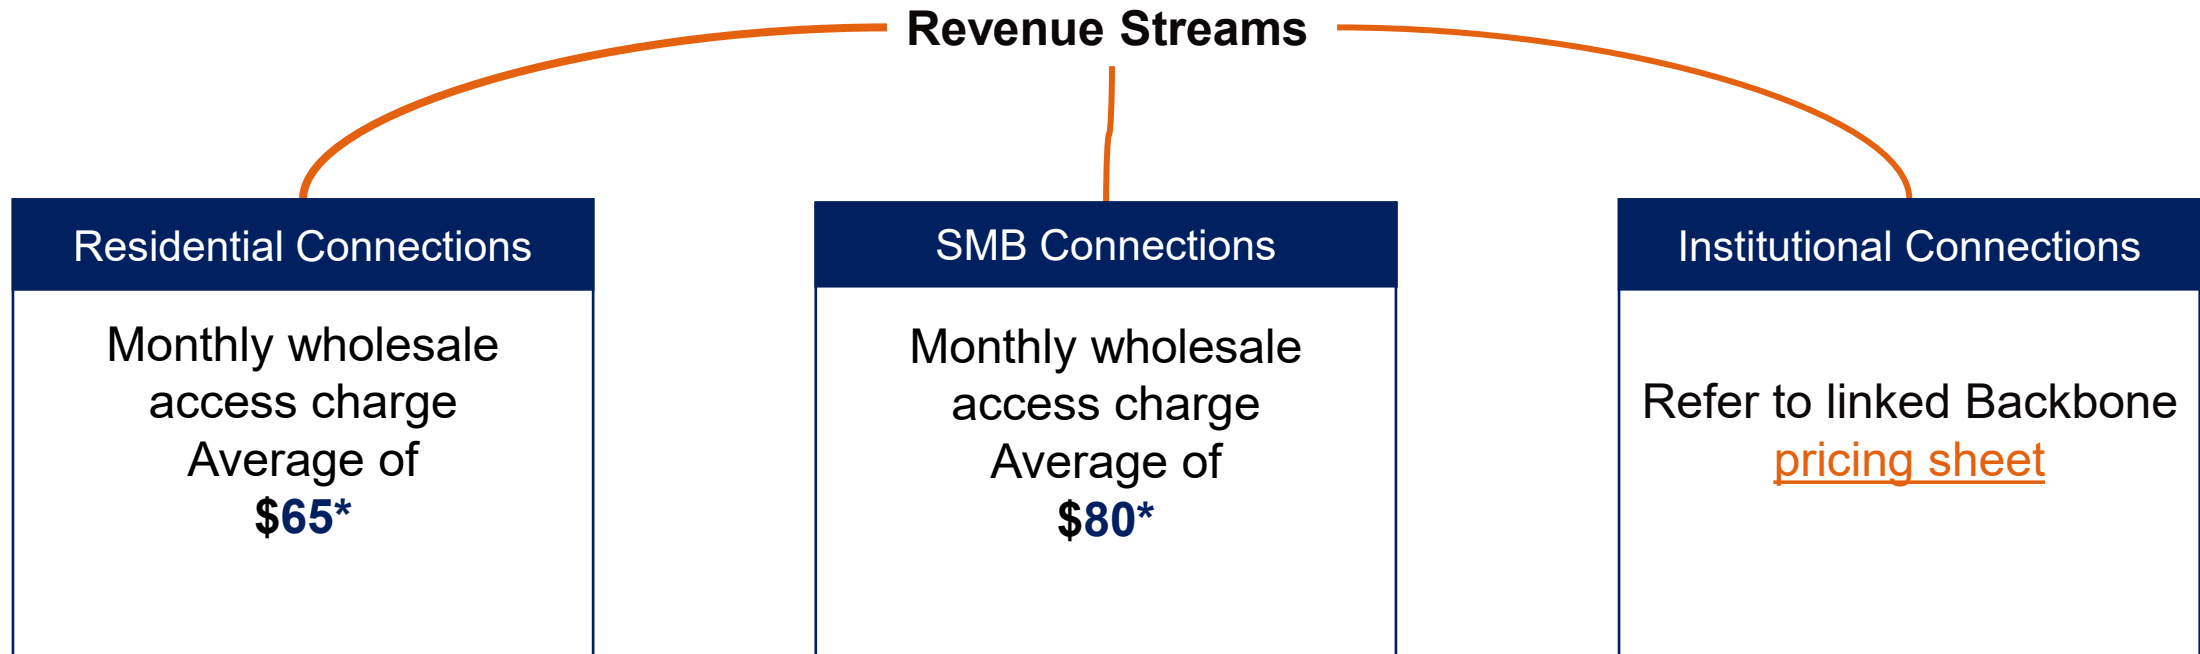 Revenue Streams
Residential Connections
Monthly wholesale
access charge
Average of
$65*
SMB Connections
Monthly wholesale
access charge
Average of
$80*
Institutional Connections
Refer to linked Backbone
pricing sheet